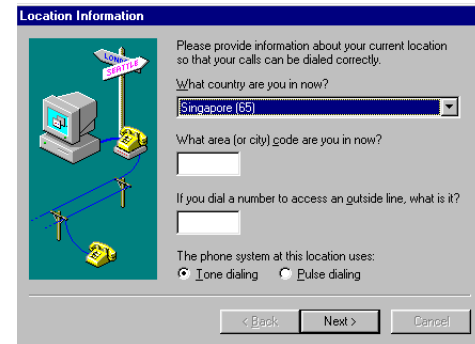 Location Information
LONDON
SEATTLE
Please provide information about your current location
so that your calls can be dialed correctly.
What country are you in now?
Singapore (65)
What area (or city) code are you in now?
If you dial a number to access an outside line, what is it?
The phone system at this location uses:
Tone dialing
Pulse dialing
< Back
Next >
Cancel